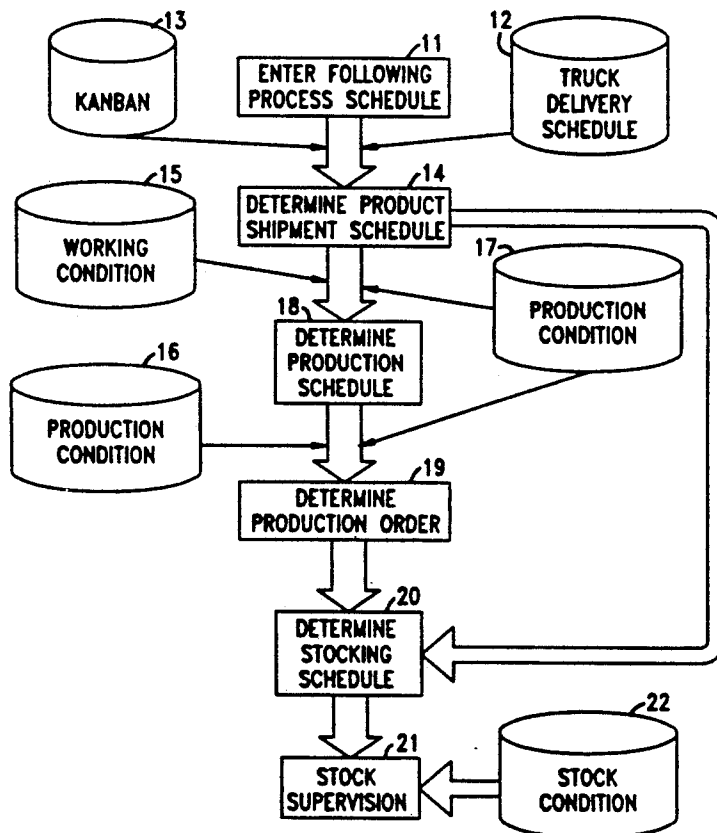 13
KANBAN
11
ENTER FOLLOWING
PROCESS SCHEDULE
12
TRUCK
DELIVERY
SCHEDULE
15
WORKING
CONDITION
14
DETERMINE PRODUCT
SHIPMENT SCHEDULE
17
PRODUCTION
CONDITION
18
DETERMINE
PRODUCTION
SCHEDULE
16
PRODUCTION
CONDITION
19
DETERMINE
PRODUCTION ORDER
20
DETERMINE
STOCKING
SCHEDULE
21
STOCK
SUPERVISION
22
STOCK
CONDITION